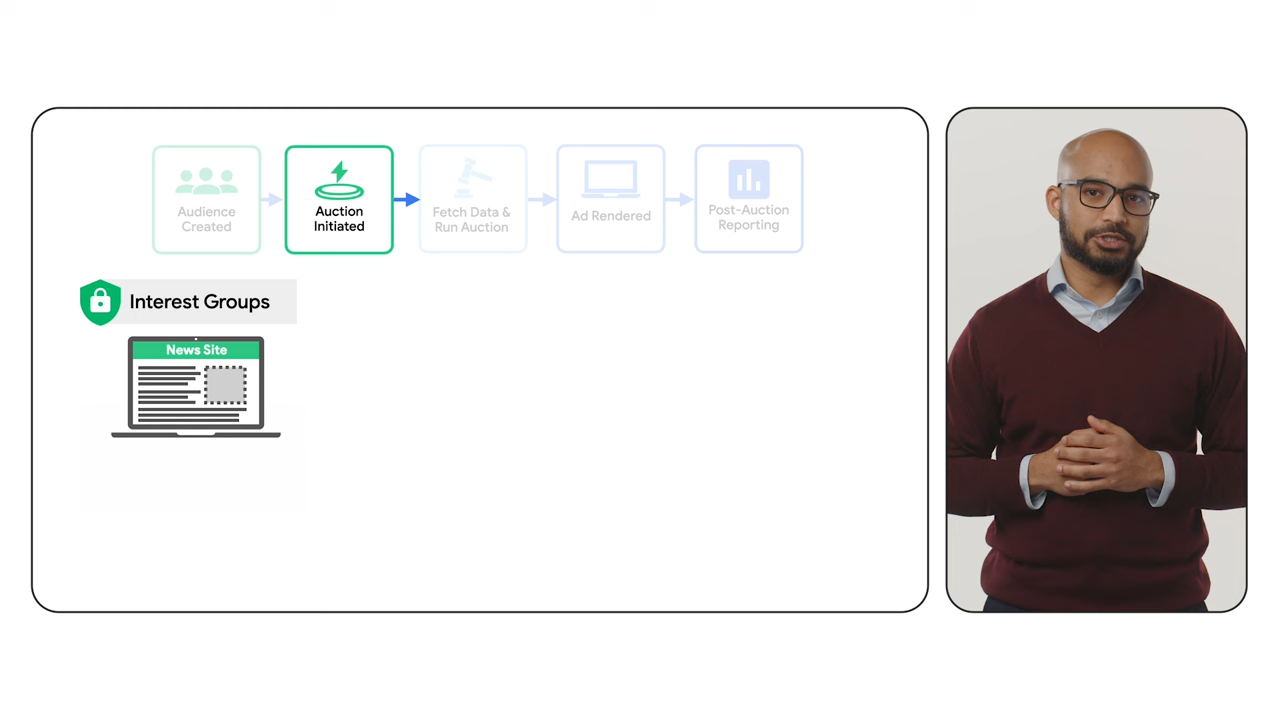 Audience
Created
Auction
Initiated
Fetch Data &
Run Auction
Ad Rendered
Post-Auction
Reporting
Interest Groups
News Site